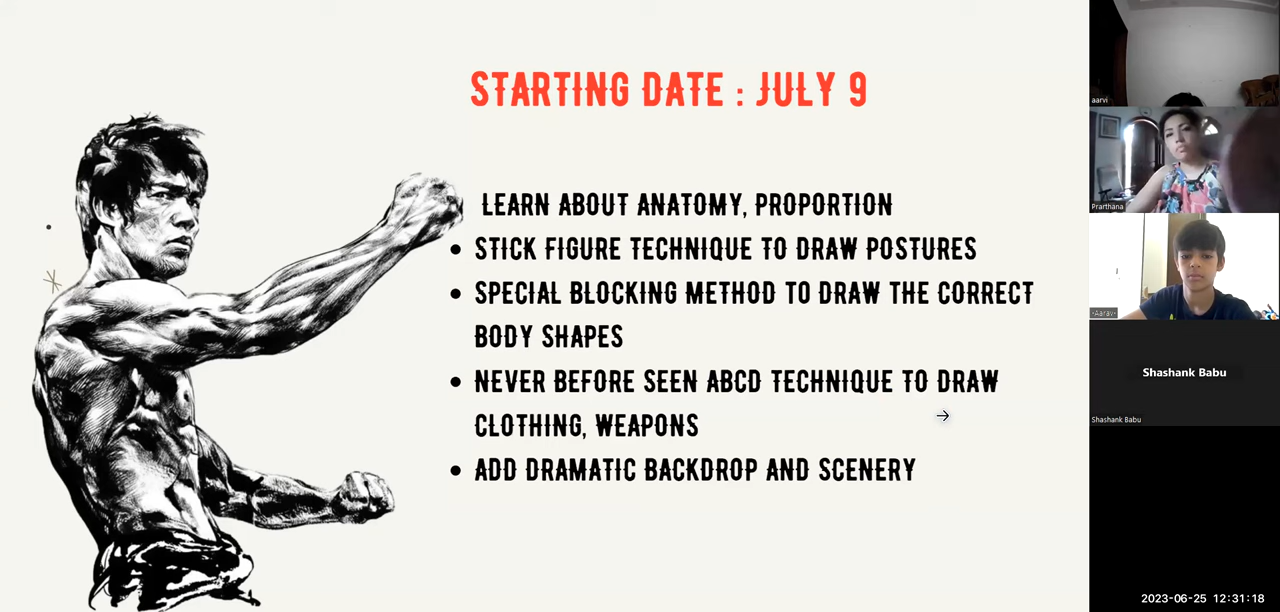 STARTING DATE : JULY 9
LEARN ABOUT ANATOMY, PROPORTION
• STICK FIGURE TECHNIQUE TO DRAW POSTURES
• SPECIAL BLOCKING METHOD TO DRAW THE CORRECT
BODY SHAPES
• NEVER BEFORE SEEN ABCD TECHNIQUE TO DRAW
CLOTHING, WEAPONS
• ADD DRAMATIC BACKDROP AND SCENERY
aarvi
Prarthana
-Aarav-
Shashank Babu
Shashank Babu
2023-06-25 12:31:18